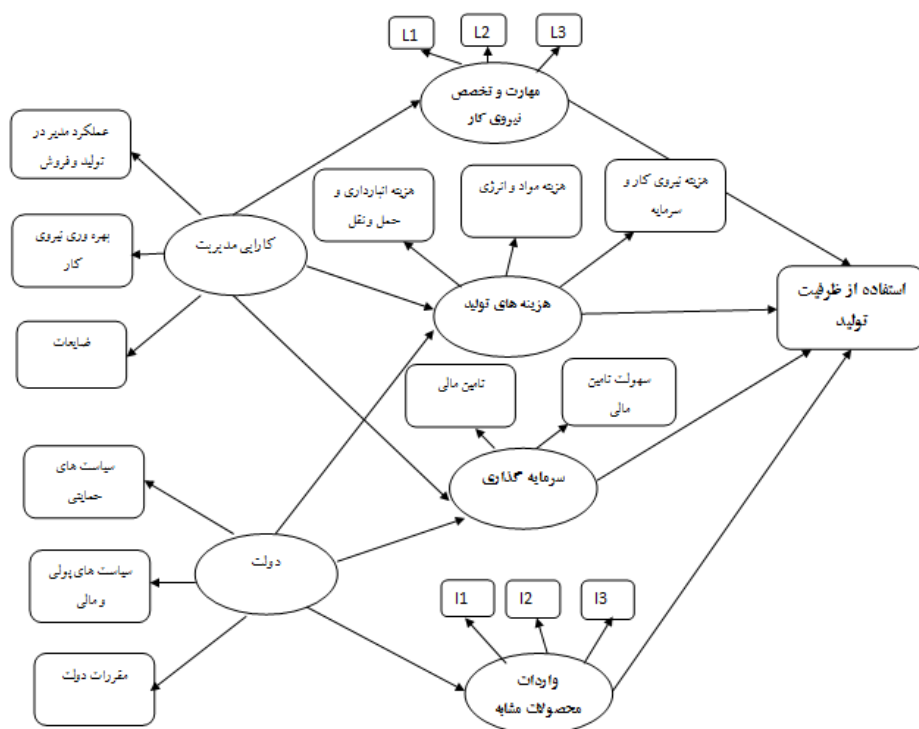 L1
L2
L3
مهارت و تخصص
نیروی کار
عملکرد مدیر در
تولید و فروش
هزینه انبارداری و
حمل و نقل
هزیته مواد و انرژی
هزیته نیروی کار و
سرمایه
بهره وری نیروی
کار
کارایی مدیریت
استفاده از ظرفیت
تولید
هزینه های تولید
ضایعات
تامین مالی
سهولت تامین
مالی
سیاست های
حمایتی
سرمایه گذاری
دولت
سیاست های پولی
و مالی
I1
I2
I3
مقررات دولت
واردات
محصولات مشابه